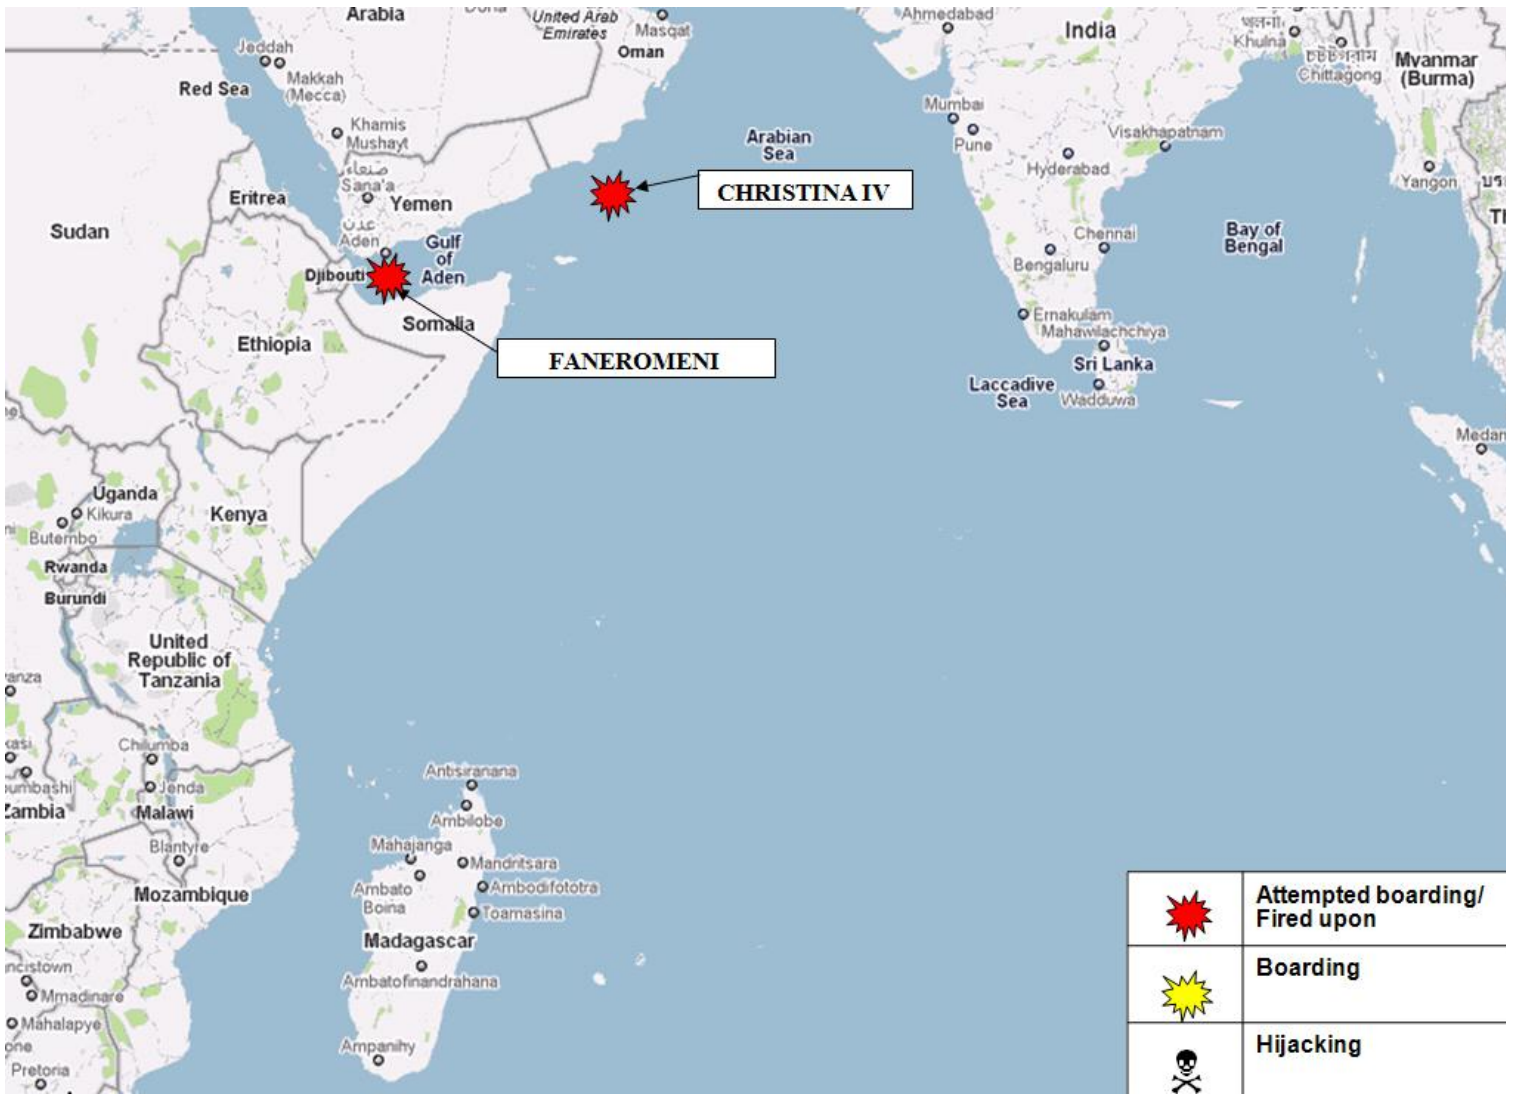 Arabia
United Arab
Emirates
Masqat
Oman
Ahmedabad
India
খুলনা
Khulna
Chittagong
Myanmar
(Burma)
Jeddah
Makkah
(Mecca)
Red Sea
Khamis
Mushayt
Mumbai
Pune
Arabian
Sea
Visakhapatnam
Hyderabad
Yangon
صنعاء
Sana'a
Yemen
CHRISTINA IV
Eritrea
Sudan
عدن
Aden
Gulf
of
Aden
Djibouti
Chennai
Bengaluru
Bay of
Bengal
Somalia
Ethiopia
FANEROMENI
Ernakulam
Mahawilachchiya
Sri Lanka
Laccadive
Sea
Wadduwa
Medan
Uganda
Kikura
Butembo
Kenya
Rwanda
Burundi
United
Republic of
Tanzania
Chilumba
Jenda
Malawi
Zambia
Blantyre
Mozambique
Zimbabwe
Mmadinare
Mahalapye
Pretoria
Antsiranana
Ambilobe
Mahajanga
Mandritsara
Ambato
Boina
Ambodifototra
Toamasina
Madagascar
Ambatofinandrahana
Ampanihy
Attempted boarding/
Fired upon
Boarding
Hijacking